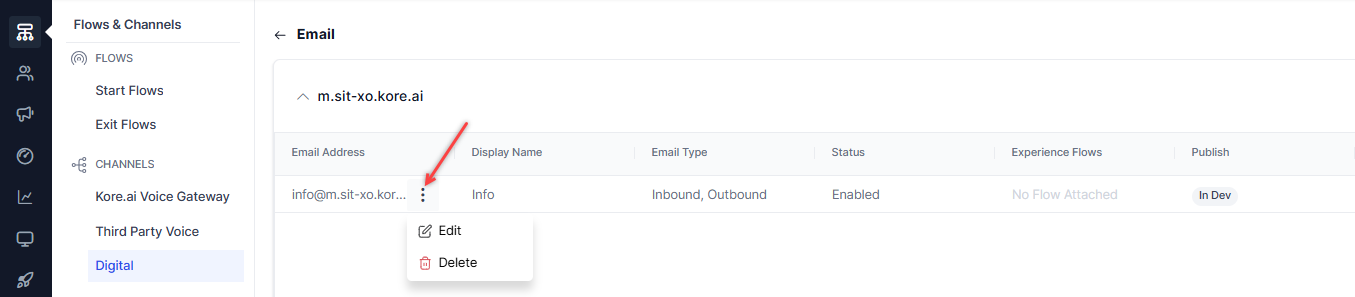 Flows & Channels
FLOWS
Start Flows
Exit Flows
CHANNELS
Kore.ai Voice Gateway
Third Party Voice
Digital
Email
m.sit-xo.kore.ai
Email Address Display Name Email Type Status Experience Flows Publish
info@m.sit-xo.kor... Info Inbound, Outbound Enabled No Flow Attached In Dev
Edit
Delete